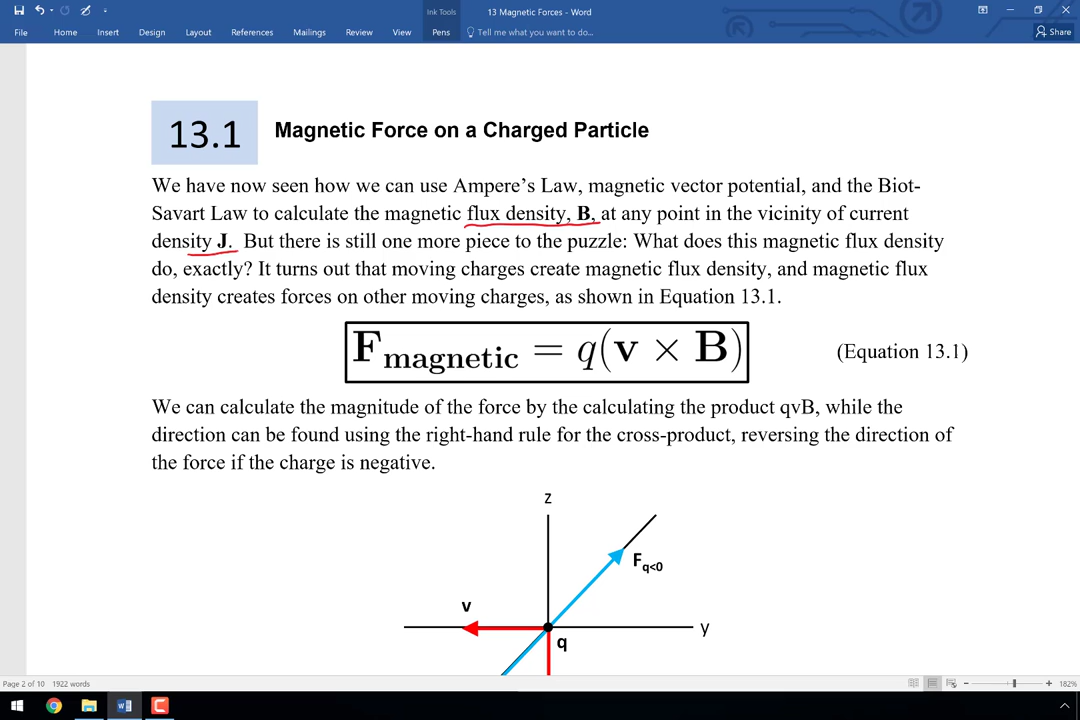 Ink Tools
13 Magnetic Forces - Word
File Home Insert Design Layout References Mailings Review View Pens Tell me what you want to do... Share
13.1 Magnetic Force on a Charged Particle
We have now seen how we can use Ampere's Law, magnetic vector potential, and the Biot-
Savart Law to calculate the magnetic flux density, B, at any point in the vicinity of current
density J. But there is still one more piece to the puzzle: What does this magnetic flux density
do, exactly? It turns out that moving charges create magnetic flux density, and magnetic flux
density creates forces on other moving charges, as shown in Equation 13.1.
F_magnetic = q(v × B) (Equation 13.1)
We can calculate the magnitude of the force by the calculating the product qvB, while the
direction can be found using the right-hand rule for the cross-product, reversing the direction of
the force if the charge is negative.
z
F_q<0
v
y
q
Page 2 of 10 1922 words 182%